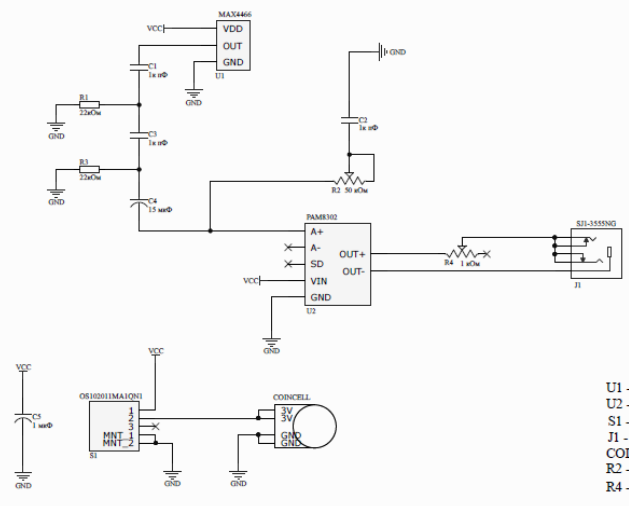 MAX4466
VCC
VDD
OUT
GND
U1
GND
C1
1к пФ
R1
22кОм
GND
C3
1к пФ
R3
22кОм
GND
C4
15 мкФ
GND
C2
1к пФ
R2 50 кОм
PAM8302
A+
A-
SD
VCC
VIN
GND
OUT+
OUT-
U2
GND
R4 1 кОм
SJ1-3555NG
J1
VCC
C5
1 мкФ
GND
VCC
OS102011MA1QN1
1
2
3
MNT_1
MNT_2
S1
GND
COINCELL
3V
3V
GND
GND
GND
U1 -
U2 -
S1 -
J1 -
COI
R2 -
R4 -